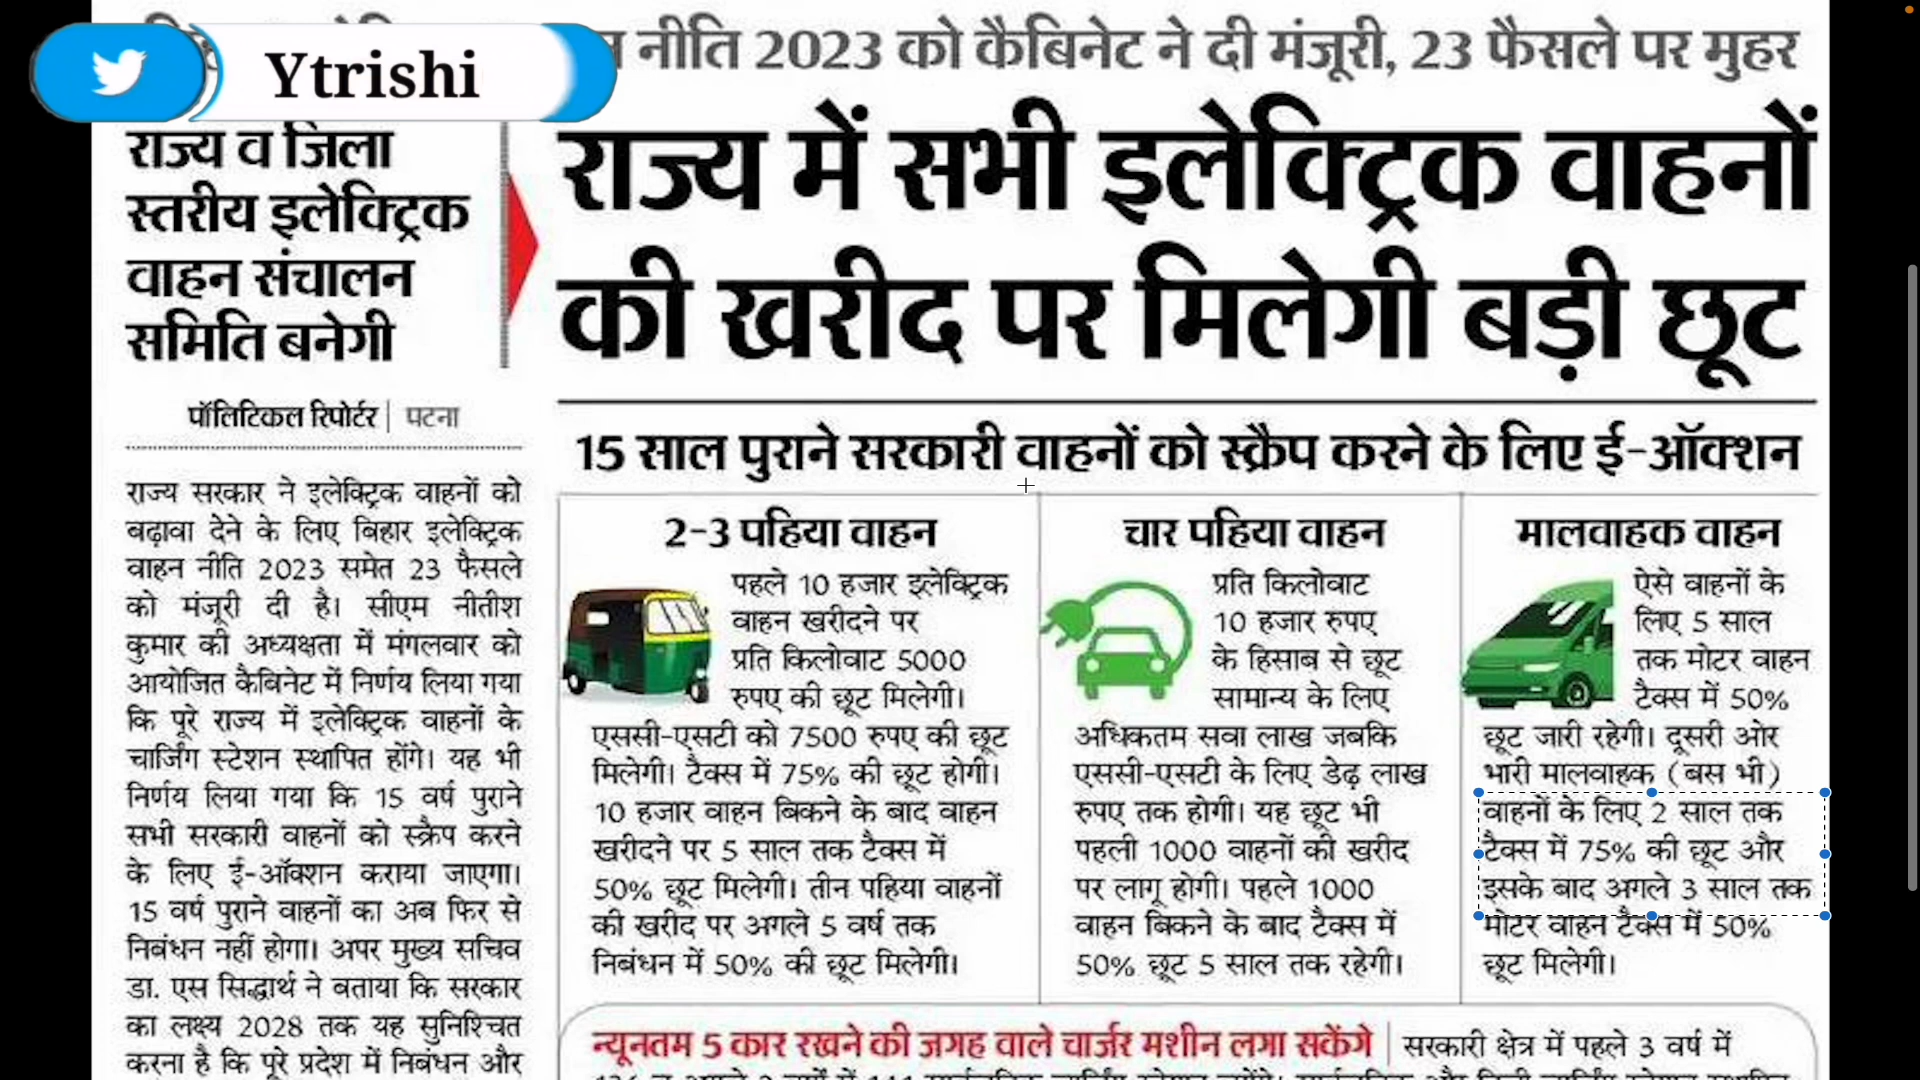 Ytrishi
नीति 2023 को कैबिनेट ने दी मंजूरी, 23 फैसले पर मुहर
राज्य व जिला
स्तरीय इलेक्ट्रिक
वाहन संचालन
समिति बनेगी
राज्य में सभी इलेक्ट्रिक वाहनों
की खरीद पर मिलेगी बड़ी छूट
पॉलिटिकल रिपोर्टर | पटना
राज्य सरकार ने इलेक्ट्रिक वाहनों को
बढ़ावा देने के लिए बिहार इलेक्ट्रिक
वाहन नीति 2023 समेत 23 फैसले
को मंजूरी दी है। सीएम नीतीश
कुमार की अध्यक्षता में मंगलवार को
आयोजित कैबिनेट में निर्णय लिया गया
कि पूरे राज्य में इलेक्ट्रिक वाहनों के
चार्जिंग स्टेशन स्थापित होंगे। यह भी
निर्णय लिया गया कि 15 वर्ष पुराने
सभी सरकारी वाहनों को स्क्रैप करने
के लिए ई-ऑक्शन कराया जाएगा।
15 वर्ष पुराने वाहनों का अब फिर से
निबंधन नहीं होगा। अपर मुख्य सचिव
डा. एस सिद्धार्थ ने बताया कि सरकार
का लक्ष्य 2028 तक यह सुनिश्चित
करना है कि पूरे प्रदेश में निबंधन और
15 साल पुराने सरकारी वाहनों को स्क्रैप करने के लिए ई-ऑक्शन
2-3 पहिया वाहन
पहले 10 हजार इलेक्ट्रिक
वाहन खरीदने पर
प्रति किलोवाट 5000
रुपए की छूट मिलेगी।
एससी-एसटी को 7500 रुपए की छूट
मिलेगी। टैक्स में 75% की छूट होगी।
10 हजार वाहन बिकने के बाद वाहन
खरीदने पर 5 साल तक टैक्स में
50% छूट मिलेगी। तीन पहिया वाहनों
की खरीद पर अगले 5 वर्ष तक
निबंधन में 50% की छूट मिलेगी।
चार पहिया वाहन
प्रति किलोवाट
10 हजार रुपए
के हिसाब से छूट
सामान्य के लिए
अधिकतम सवा लाख जबकि
एससी-एसटी के लिए डेढ़ लाख
रुपए तक होगी। यह छूट भी
पहली 1000 वाहनों की खरीद
पर लागू होगी। पहले 1000
वाहन बिकने के बाद टैक्स में
50% छूट 5 साल तक रहेगी।
मालवाहक वाहन
ऐसे वाहनों के
लिए 5 साल
तक मोटर वाहन
टैक्स में 50%
छूट जारी रहेगी। दूसरी ओर
भारी मालवाहक (बस भी)
वाहनों के लिए 2 साल तक
टैक्स में 75% की छूट और
इसके बाद अगले 3 साल तक
मोटर वाहन टैक्स में 50%
छूट मिलेगी।
न्यूनतम 5 कार रखने की जगह वाले चार्जर मशीन लगा सकेंगे | सरकारी क्षेत्र में पहले 3 वर्ष में